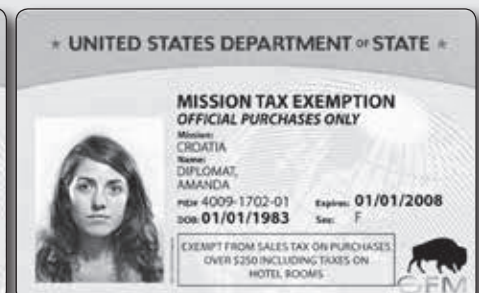 ★ UNITED STATES DEPARTMENT OF STATE ★
MISSION TAX EXEMPTION
OFFICIAL PURCHASES ONLY
Mission:
CROATIA
Name:
DIPLOMAT,
AMANDA
PID# 4009-1702-01 Expires: 01/01/2008
DOB: 01/01/1983 Sex: F
EXEMPT FROM SALES TAX ON PURCHASES
OVER $250 INCLUDING TAXES ON
HOTEL ROOMS
OFM